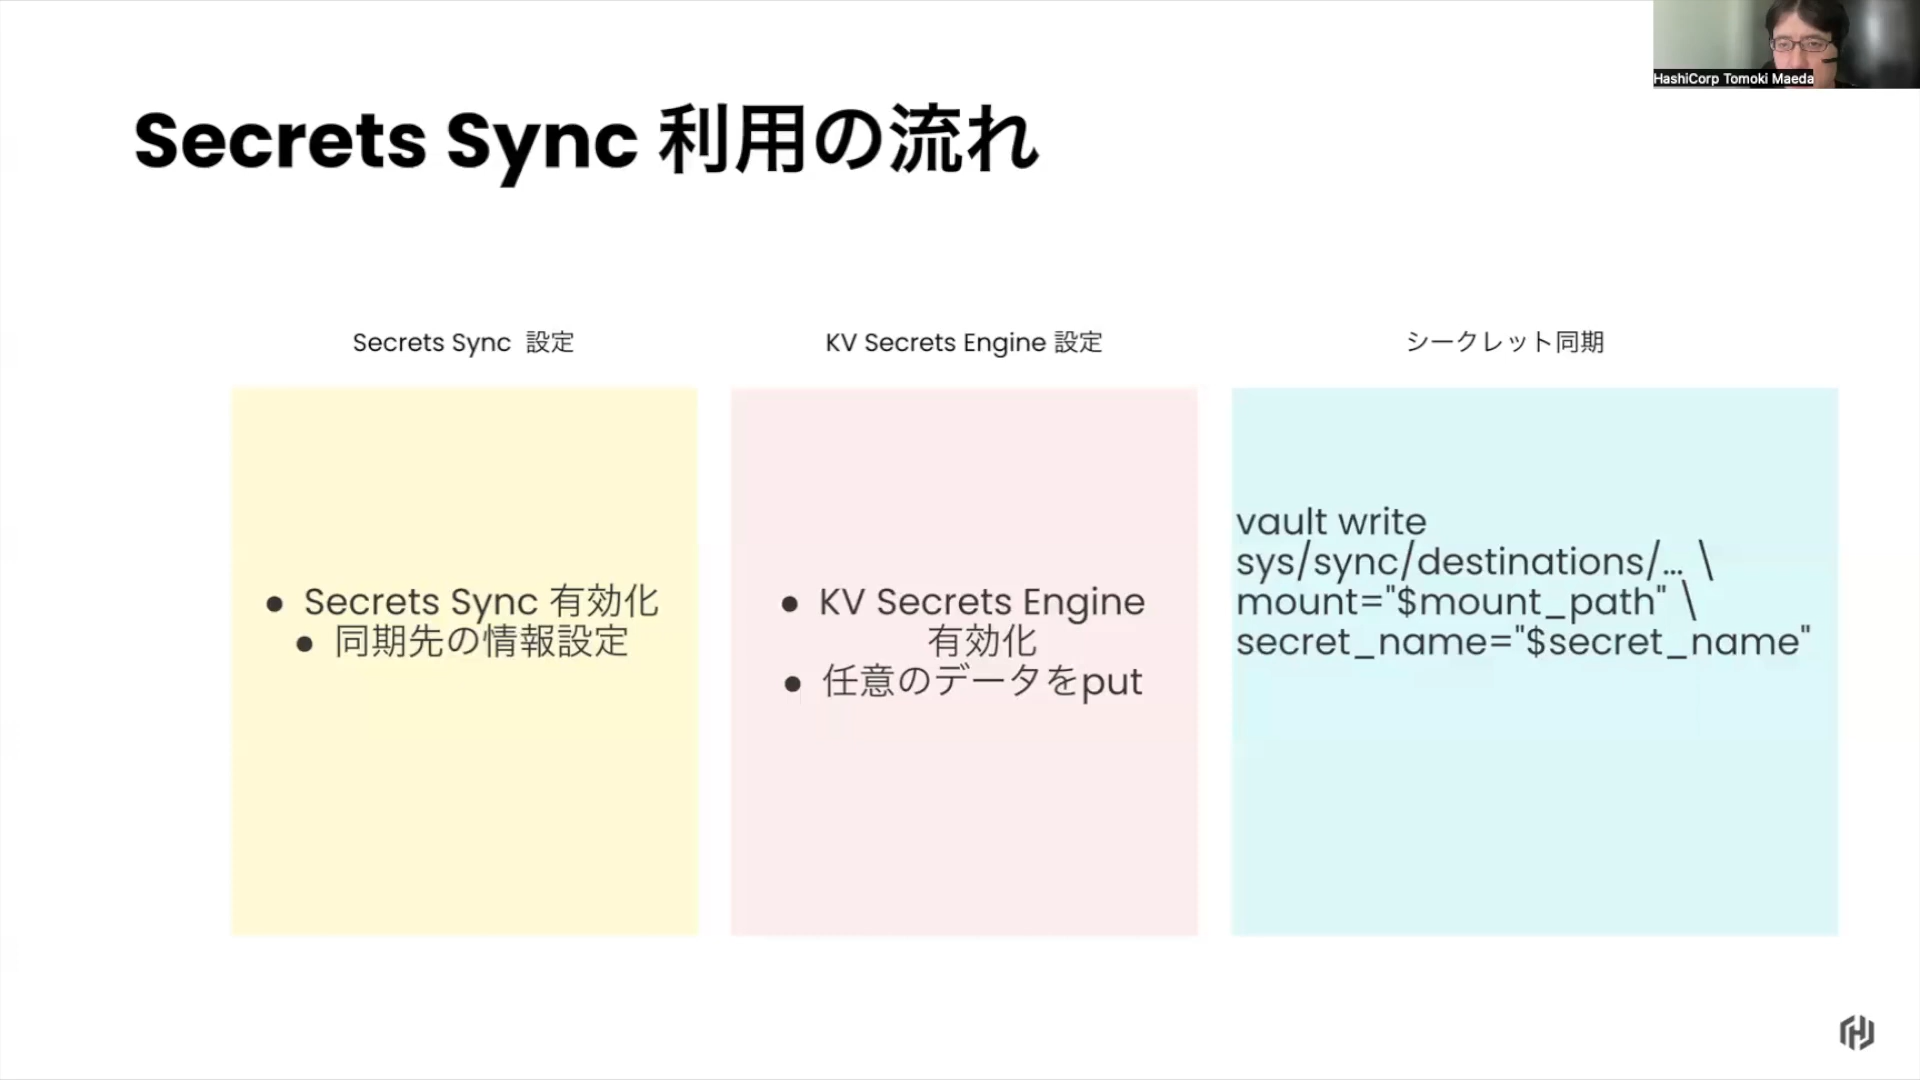 HashiCorp Tomoki Maeda
Secrets Sync 利用の流れ
Secrets Sync 設定
● Secrets Sync 有効化
● 同期先の情報設定
KV Secrets Engine 設定
● KV Secrets Engine
有効化
● 任意のデータをput
シークレット同期
vault write
sys/sync/destinations/… \
mount="$mount_path" \
secret_name="$secret_name"